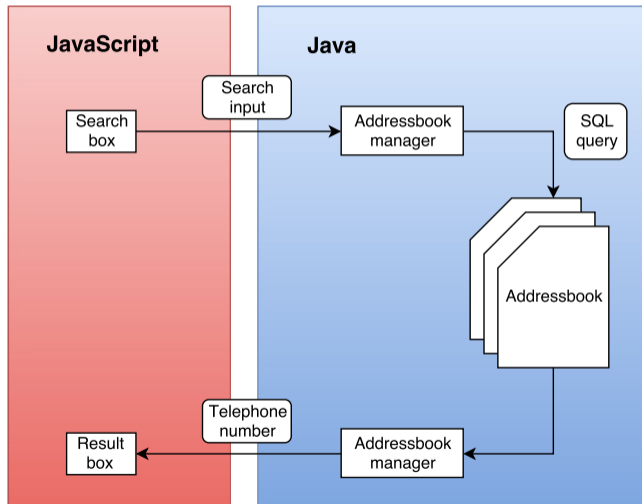 JavaScript
Java
Search
input
Search
box
Addressbook
manager
SQL
query
Addressbook
Telephone
number
Result
box
Addressbook
manager